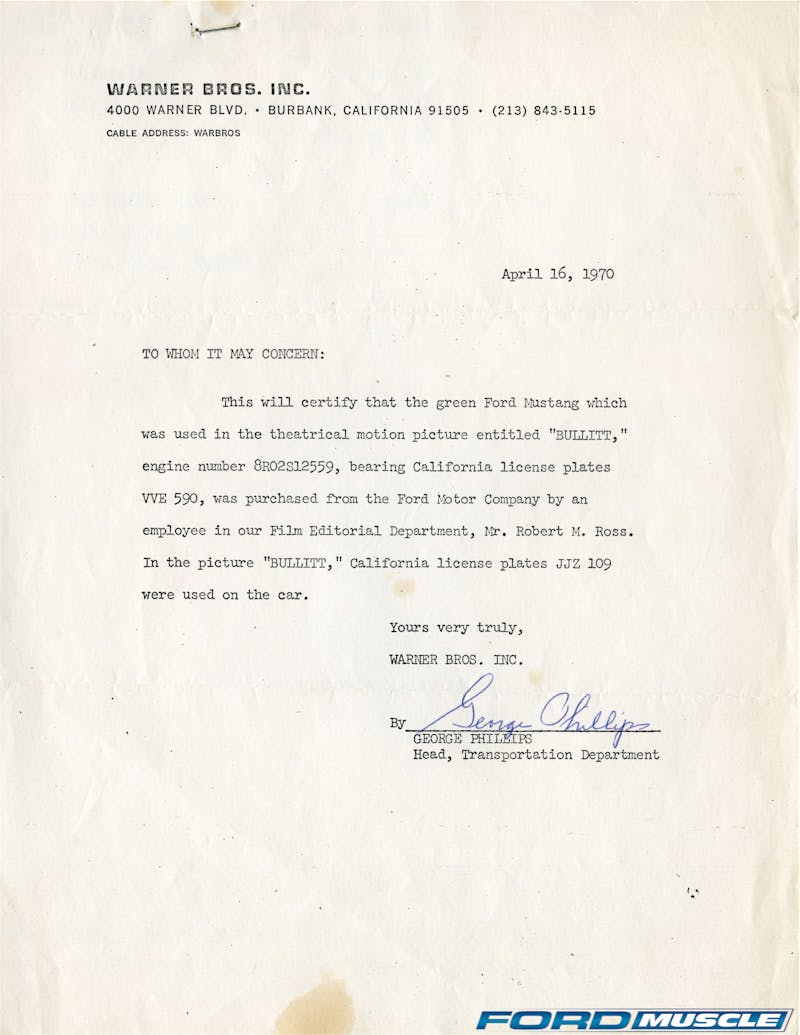 WARNER BROS. INC.
4000 WARNER BLVD. • BURBANK, CALIFORNIA 91505 • (213) 843-5115
CABLE ADDRESS: WARBROS
April 16, 1970
TO WHOM IT MAY CONCERN:
This will certify that the green Ford Mustang which
was used in the theatrical motion picture entitled "BULLITT,"
engine number 8R02S12559, bearing California license plates
VVE 590, was purchased from the Ford Motor Company by an
employee in our Film Editorial Department, Mr. Robert M. Ross.
In the picture "BULLITT," California license plates JJZ 109
were used on the car.
Yours very truly,
WARNER BROS. INC.
By George Phillips
GEORGE PHILLIPS
Head, Transportation Department
FORDMUSCLE